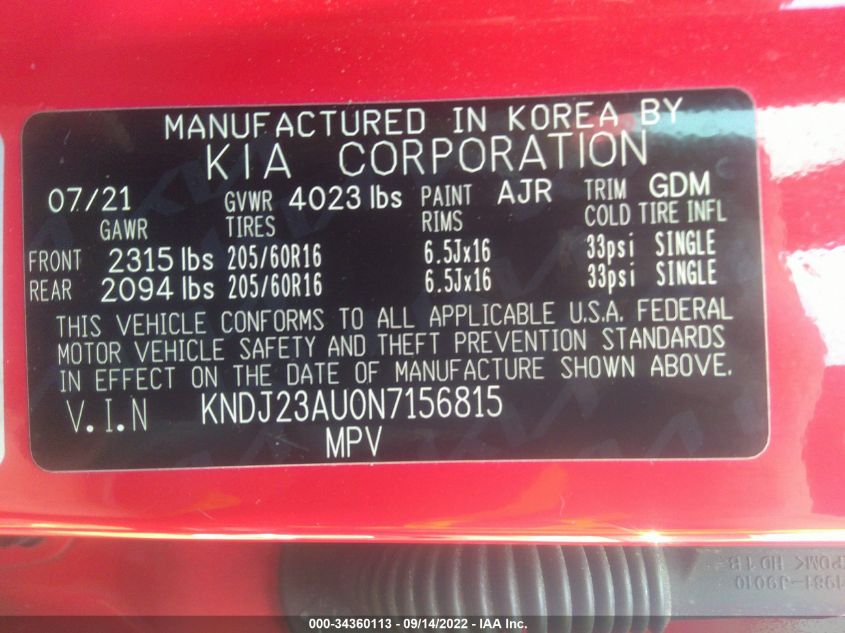 MANUFACTURED IN KOREA BY
KIA CORPORATION
07/21 GVWR 4023 lbs PAINT AJR TRIM GDM
GAWR TIRES RIMS COLD TIRE INFL
FRONT 2315 lbs 205/60R16 6.5Jx16 33psi SINGLE
REAR 2094 lbs 205/60R16 6.5Jx16 33psi SINGLE
THIS VEHICLE CONFORMS TO ALL APPLICABLE U.S.A. FEDERAL
MOTOR VEHICLE SAFETY AND THEFT PREVENTION STANDARDS
IN EFFECT ON THE DATE OF MANUFACTURE SHOWN ABOVE.
V.I.N KNDJ23AU0N7156815
MPV
HD 1B
000-34360113 - 09/14/2022 - IAA Inc.